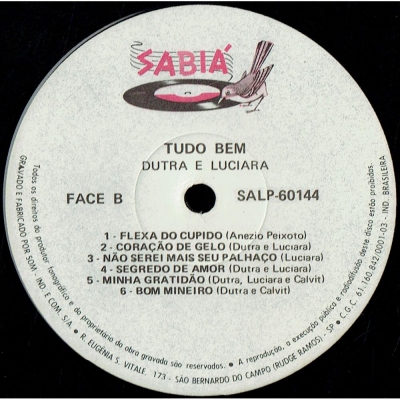 SABIÁ
TUDO BEM
DUTRA E LUCIARA
FACE B
SALP-60144
1 - FLEXA DO CUPIDO (Anezio Peixoto)
2 - CORAÇÃO DE GELO (Dutra e Luciara)
3 - NÃO SEREI MAIS SEU PALHAÇO (Luciara)
4 - SEGREDO DE AMOR (Dutra e Luciara)
5 - MINHA GRATIDÃO (Dutra, Luciara e Calvit)
6 - BOM MINEIRO (Dutra e Calvit)
Todos os direitos do produtor fonográfico e do proprietário da obra gravada são reservados. • A reprodução, a execução pública e radiodifusão deste disco estão proibidas.
GRAVADO E FABRICADO POR SOM - IND. E COM. S/A • R. EUGÊNIA S. VITALE, 173 - SÃO BERNARDO DO CAMPO (RUDGE RAMOS) - SP • C.G.C. 61.160.842/0001-03 - IND. BRASILEIRA